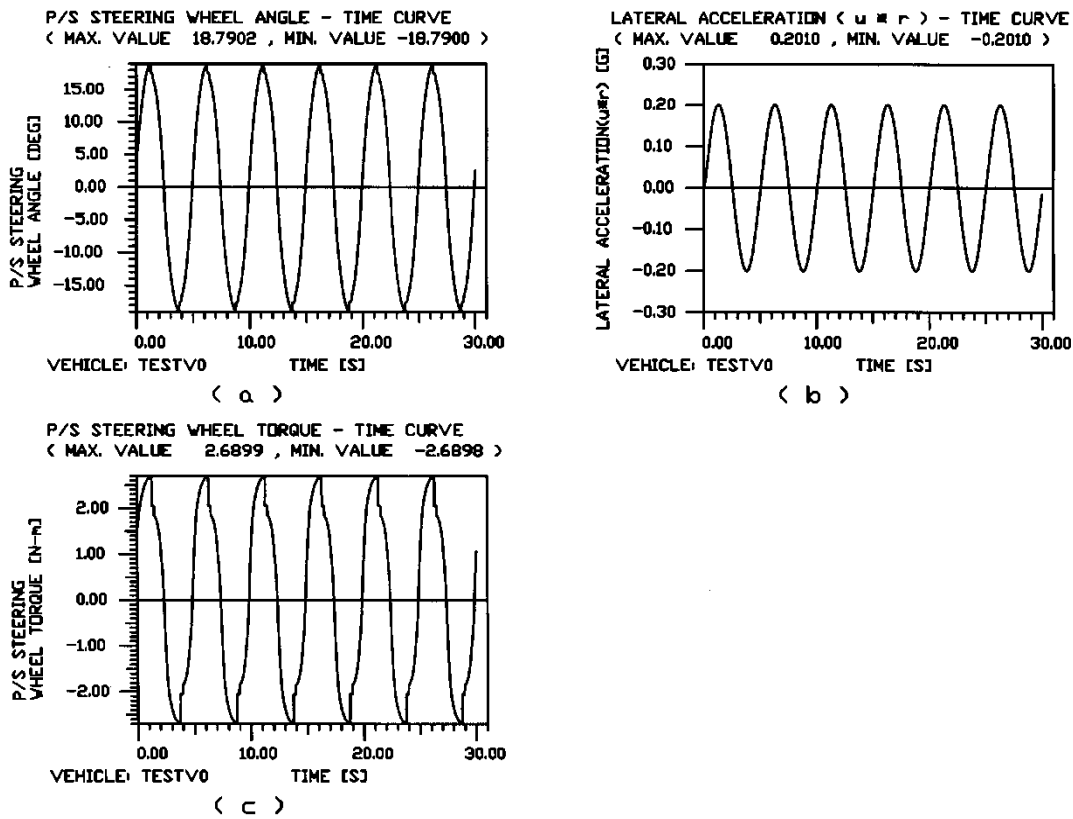 P/S STEERING WHEEL ANGLE - TIME CURVE
( MAX. VALUE 18.7902 , MIN. VALUE -18.7900 )
P/S STEERING
WHEEL ANGLE [DEG]
15.00
10.00
5.00
0.00
-5.00
-10.00
-15.00
0.00 10.00 20.00 30.00
VEHICLE: TESTV0 TIME [S]
( a )
LATERAL ACCELERATION ( u * r ) - TIME CURVE
( MAX. VALUE 0.2010 , MIN. VALUE -0.2010 )
LATERAL ACCELERATION(u*r) [G]
0.30
0.20
0.10
0.00
-0.10
-0.20
-0.30
0.00 10.00 20.00 30.00
VEHICLE: TESTV0 TIME [S]
( b )
P/S STEERING WHEEL TORQUE - TIME CURVE
( MAX. VALUE 2.6899 , MIN. VALUE -2.6898 )
P/S STEERING
WHEEL TORQUE [N-m]
2.00
1.00
0.00
-1.00
-2.00
0.00 10.00 20.00 30.00
VEHICLE: TESTV0 TIME [S]
( c )